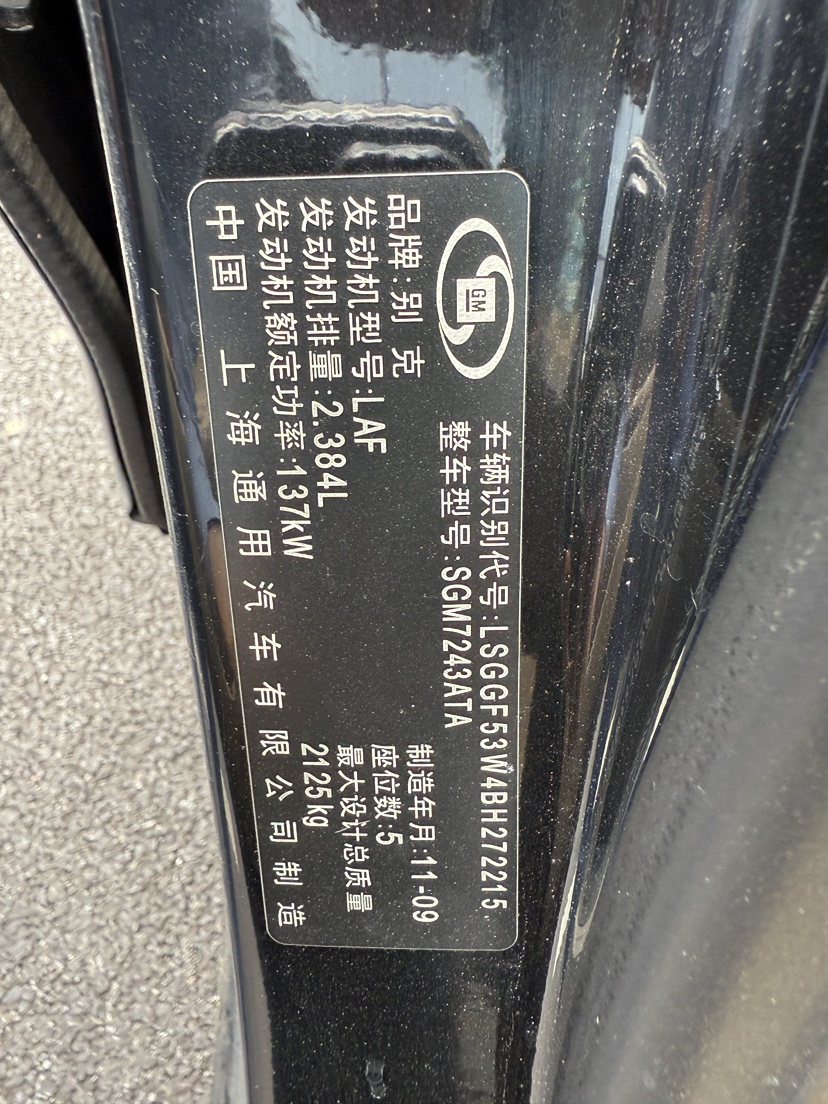 GM
车辆识别代号:LSGGF53W4BH272215
整车型号:SGM7243ATA
品牌:别克
制造年月:11-09
发动机型号:LAF
座位数:5
发动机排量:2.384L
最大设计总质量
发动机额定功率:137kW
2125kg
中国 上海通用汽车有限公司制造